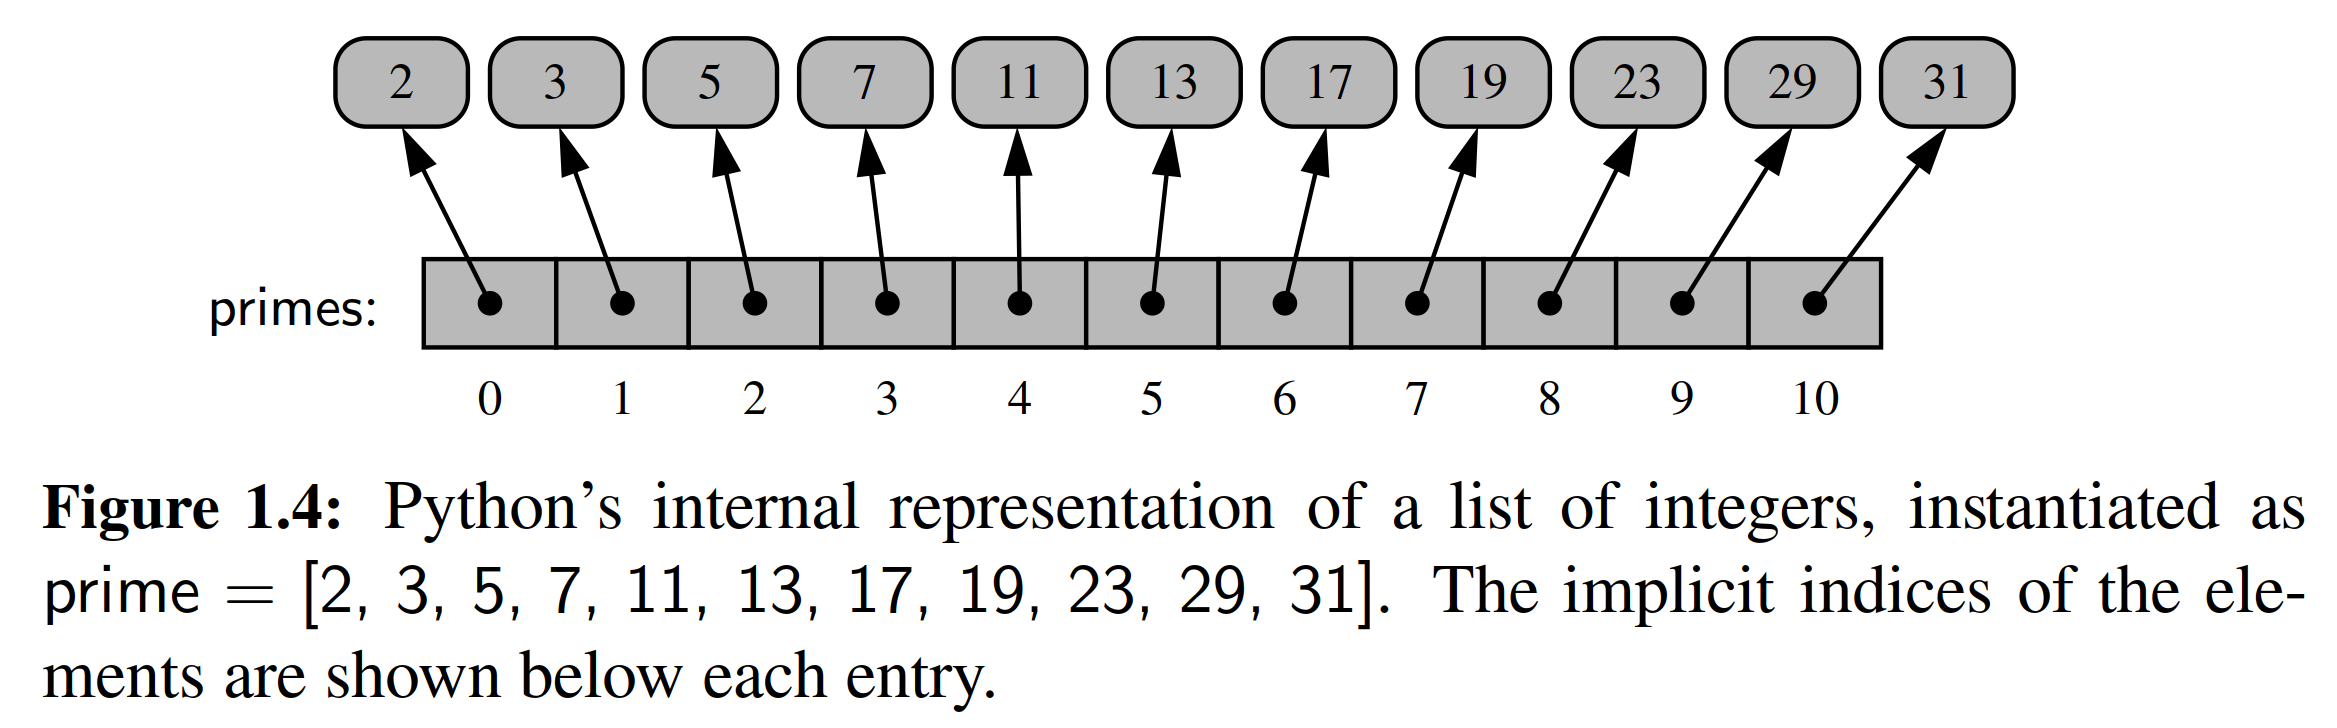 2 3 5 7 11 13 17 19 23 29 31
primes:
0 1 2 3 4 5 6 7 8 9 10
Figure 1.4: Python’s internal representation of a list of integers, instantiated as
prime = [2, 3, 5, 7, 11, 13, 17, 19, 23, 29, 31]. The implicit indices of the ele-
ments are shown below each entry.